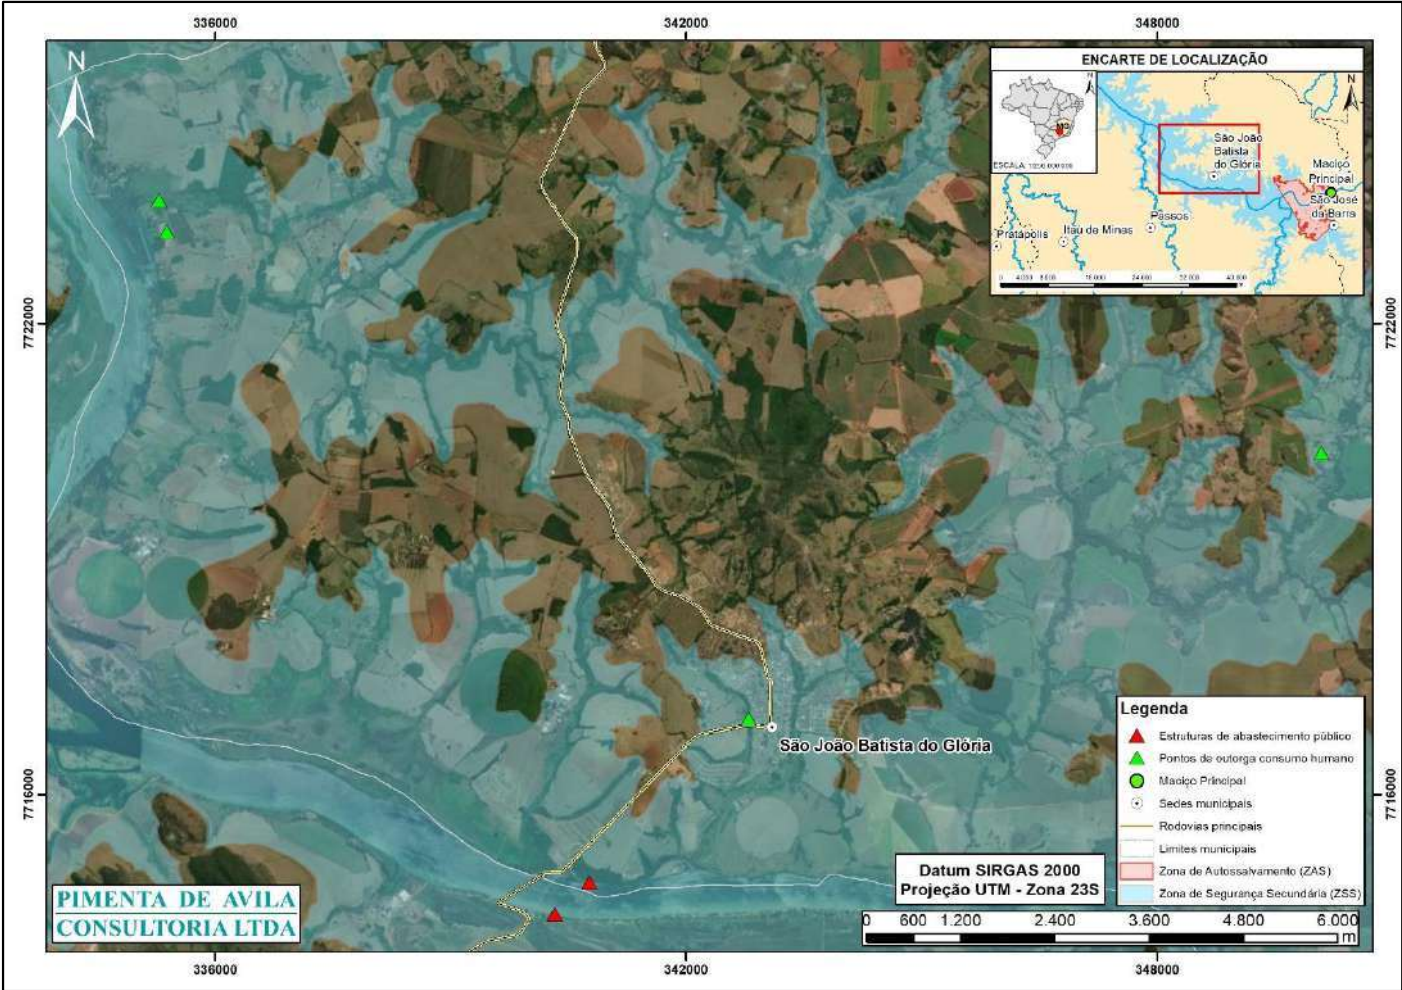 336000
342000
348000
N
ENCARTE DE LOCALIZAÇÃO
N
N
São João
Batista
do Glória
Maciço
Principal
São José
da Barra
Passos
Itaú de Minas
Pratápolis
7722000
7722000
São João Batista do Glória
Legenda
Estruturas de abastecimento público
Pontos de outorga consumo humano
Maciço Principal
Sedes municipais
Rodovias principais
Limites municipais
Zona de Autossalvamento (ZAS)
Zona de Segurança Secundária (ZSS)
7716000
7716000
Datum SIRGAS 2000
Projeção UTM - Zona 23S
PIMENTA DE AVILA
CONSULTORIA LTDA
0 600 1.200 2.400 3.600 4.800 6.000
m
336000
342000
348000